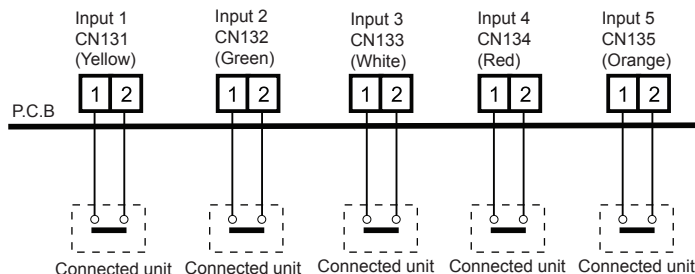 Input 1
CN131
(Yellow)
Input 2
CN132
(Green)
Input 3
CN133
(White)
Input 4
CN134
(Red)
Input 5
CN135
(Orange)
1 2
1 2
1 2
1 2
1 2
P.C.B
Connected unit
Connected unit
Connected unit
Connected unit
Connected unit